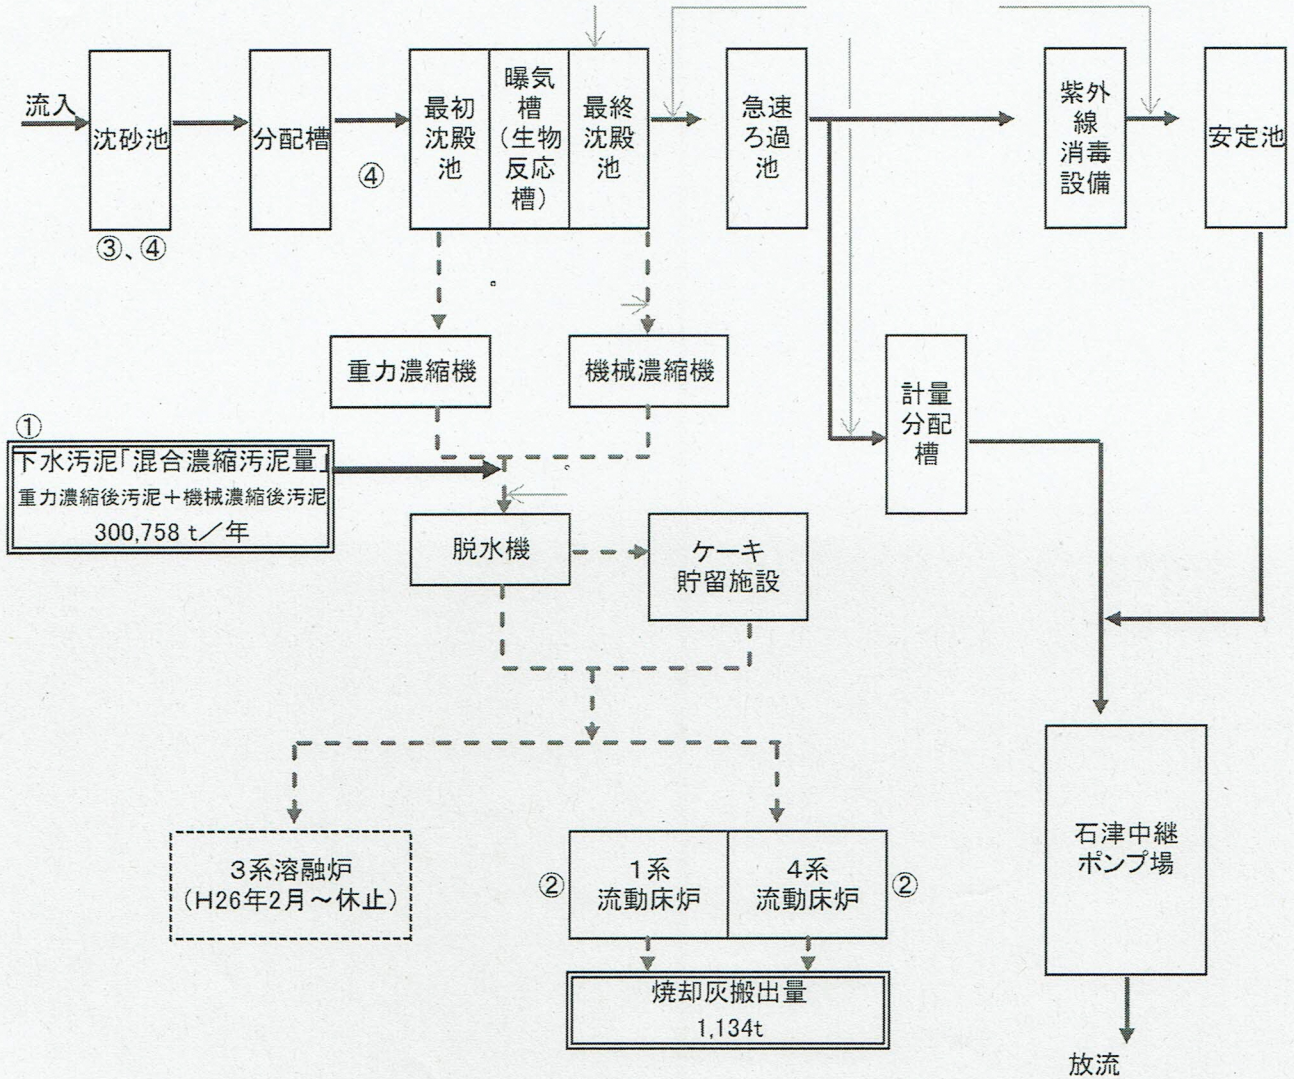 流入
沈砂池
③、④
分配槽
④
最初
沈殿
池
曝気
槽
(生物
反応
槽)
最終
沈殿
池
急速
ろ過
池
紫外
線
消毒
設備
安定池
重力濃縮機
機械濃縮機
計量
分配
槽
①
下水汚泥「混合濃縮汚泥量」
重力濃縮後汚泥＋機械濃縮後汚泥
300,758 t／年
脱水機
ケーキ
貯留施設
3系溶融炉
(H26年2月～休止)
②
1系
流動床炉
4系
流動床炉
②
焼却灰搬出量
1,134t
石津中継
ポンプ場
放流